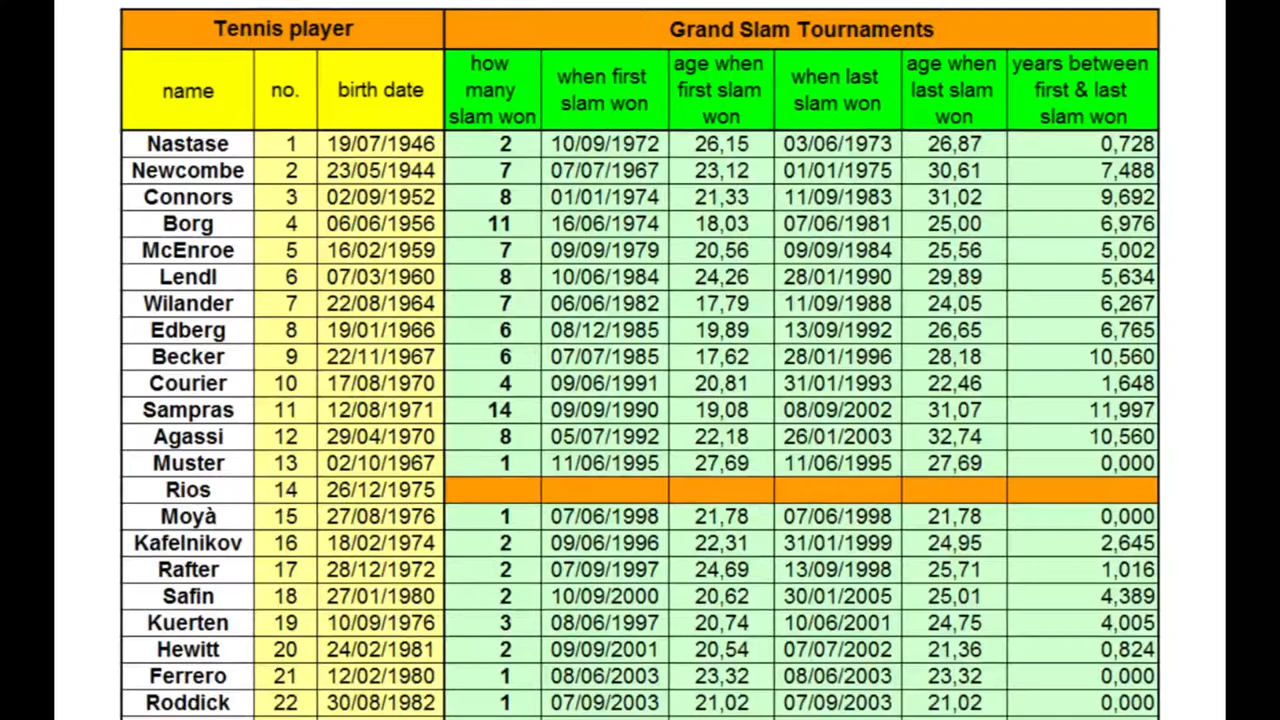 Tennis player Grand Slam Tournaments
name no. birth date how many slam won when first slam won age when first slam won when last slam won age when last slam won years between first & last slam won
Nastase 1 19/07/1946 2 10/09/1972 26,15 03/06/1973 26,87 0,728
Newcombe 2 23/05/1944 7 07/07/1967 23,12 01/01/1975 30,61 7,488
Connors 3 02/09/1952 8 01/01/1974 21,33 11/09/1983 31,02 9,692
Borg 4 06/06/1956 11 16/06/1974 18,03 07/06/1981 25,00 6,976
McEnroe 5 16/02/1959 7 09/09/1979 20,56 09/09/1984 25,56 5,002
Lendl 6 07/03/1960 8 10/06/1984 24,26 28/01/1990 29,89 5,634
Wilander 7 22/08/1964 7 06/06/1982 17,79 11/09/1988 24,05 6,267
Edberg 8 19/01/1966 6 08/12/1985 19,89 13/09/1992 26,65 6,765
Becker 9 22/11/1967 6 07/07/1985 17,62 28/01/1996 28,18 10,560
Courier 10 17/08/1970 4 09/06/1991 20,81 31/01/1993 22,46 1,648
Sampras 11 12/08/1971 14 09/09/1990 19,08 08/09/2002 31,07 11,997
Agassi 12 29/04/1970 8 05/07/1992 22,18 26/01/2003 32,74 10,560
Muster 13 02/10/1967 1 11/06/1995 27,69 11/06/1995 27,69 0,000
Rios 14 26/12/1975
Moyà 15 27/08/1976 1 07/06/1998 21,78 07/06/1998 21,78 0,000
Kafelnikov 16 18/02/1974 2 09/06/1996 22,31 31/01/1999 24,95 2,645
Rafter 17 28/12/1972 2 07/09/1997 24,69 13/09/1998 25,71 1,016
Safin 18 27/01/1980 2 10/09/2000 20,62 30/01/2005 25,01 4,389
Kuerten 19 10/09/1976 3 08/06/1997 20,74 10/06/2001 24,75 4,005
Hewitt 20 24/02/1981 2 09/09/2001 20,54 07/07/2002 21,36 0,824
Ferrero 21 12/02/1980 1 08/06/2003 23,32 08/06/2003 23,32 0,000
Roddick 22 30/08/1982 1 07/09/2003 21,02 07/09/2003 21,02 0,000